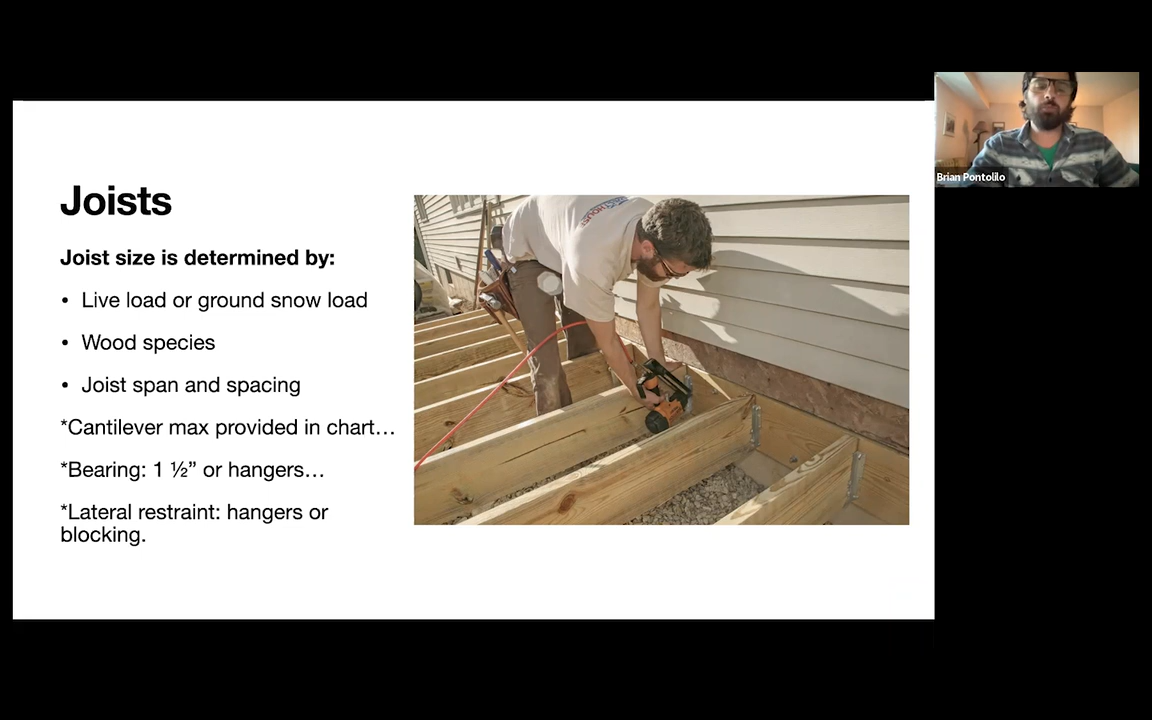 Joists
Joist size is determined by:
• Live load or ground snow load
• Wood species
• Joist span and spacing
*Cantilever max provided in chart…
*Bearing: 1 ½” or hangers…
*Lateral restraint: hangers or
blocking.
Brian Pontolilo